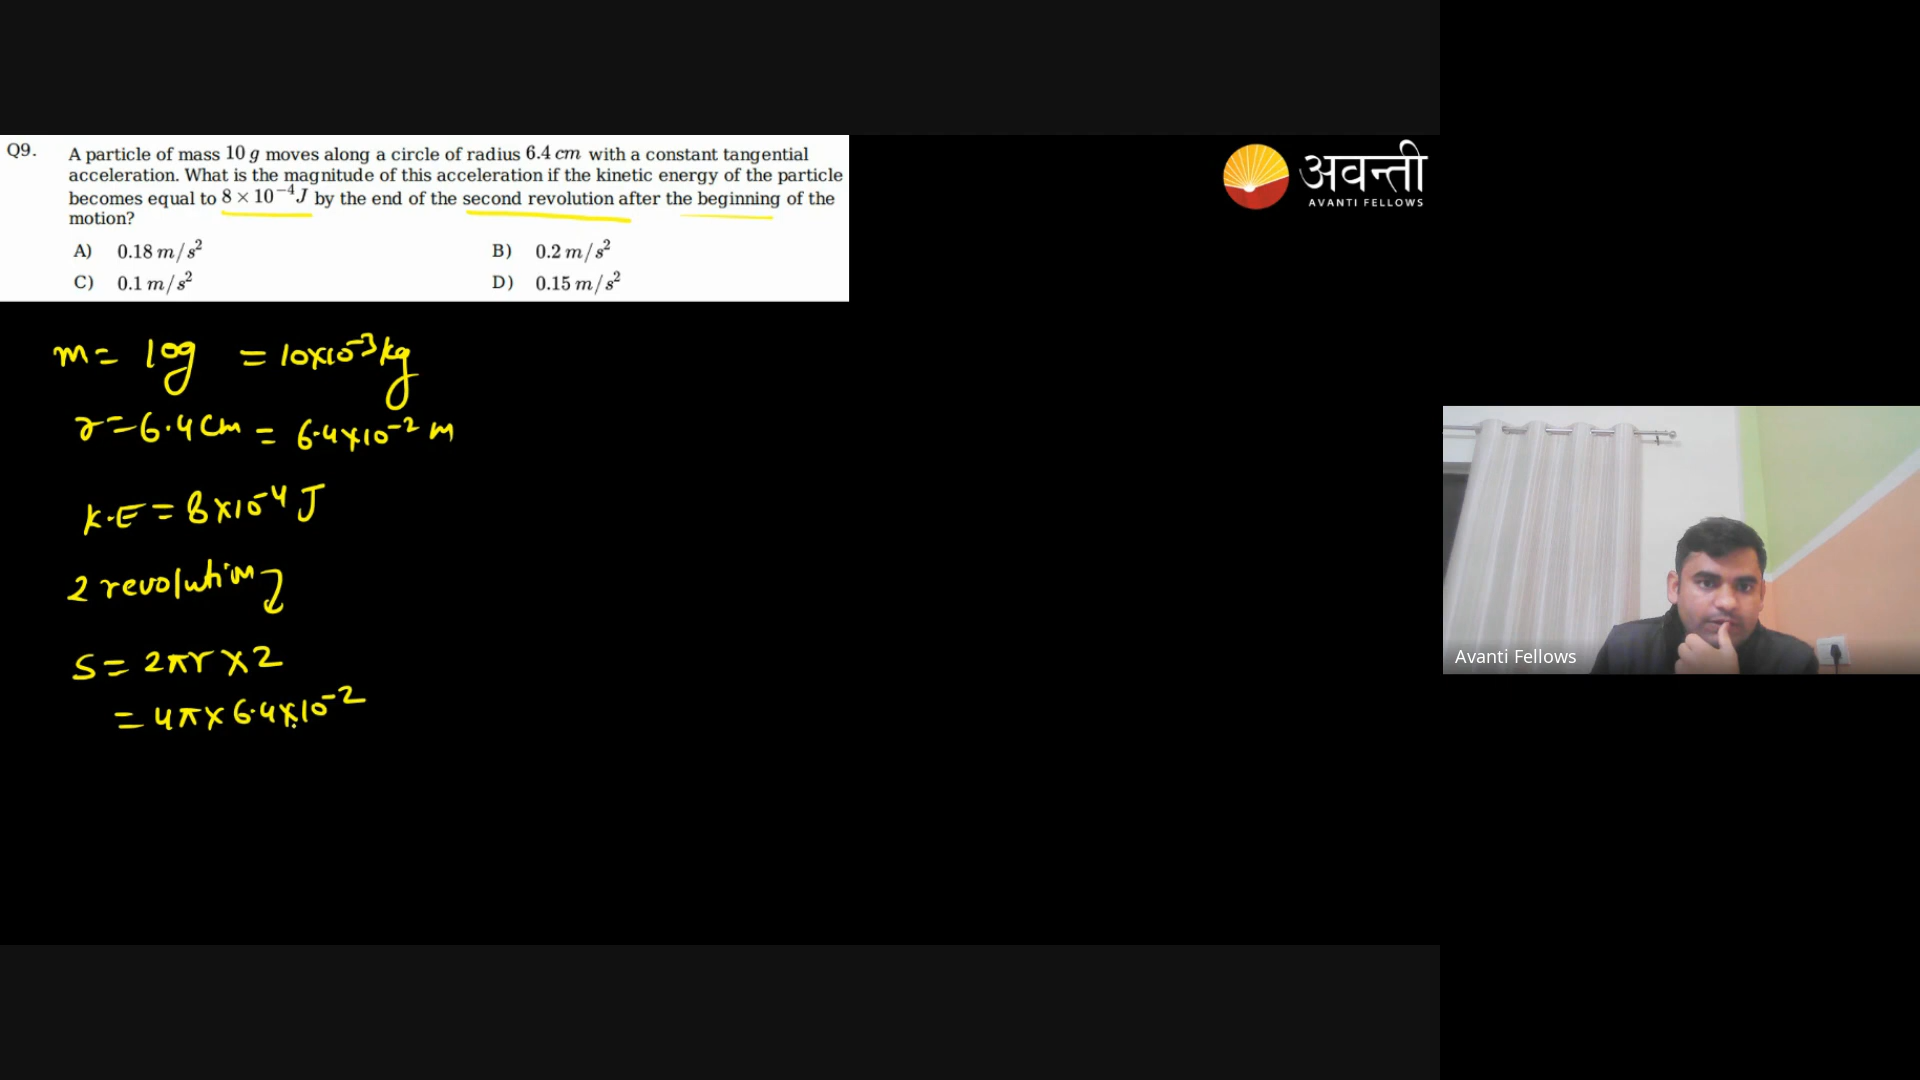 Q9. A particle of mass 10 g moves along a circle of radius 6.4 cm with a constant tangential
acceleration. What is the magnitude of this acceleration if the kinetic energy of the particle
becomes equal to 8 × 10⁻⁴ J by the end of the second revolution after the beginning of the
motion?
A) 0.18 m/s² B) 0.2 m/s²
C) 0.1 m/s² D) 0.15 m/s²
अवन्ती
AVANTI FELLOWS
m = 10g = 10×10⁻³ kg
r = 6.4 cm = 6.4×10⁻² m
K.E = 8×10⁻⁴ J
2 revolution
S = 2πr × 2
= 4π × 6.4×10⁻²
Avanti Fellows